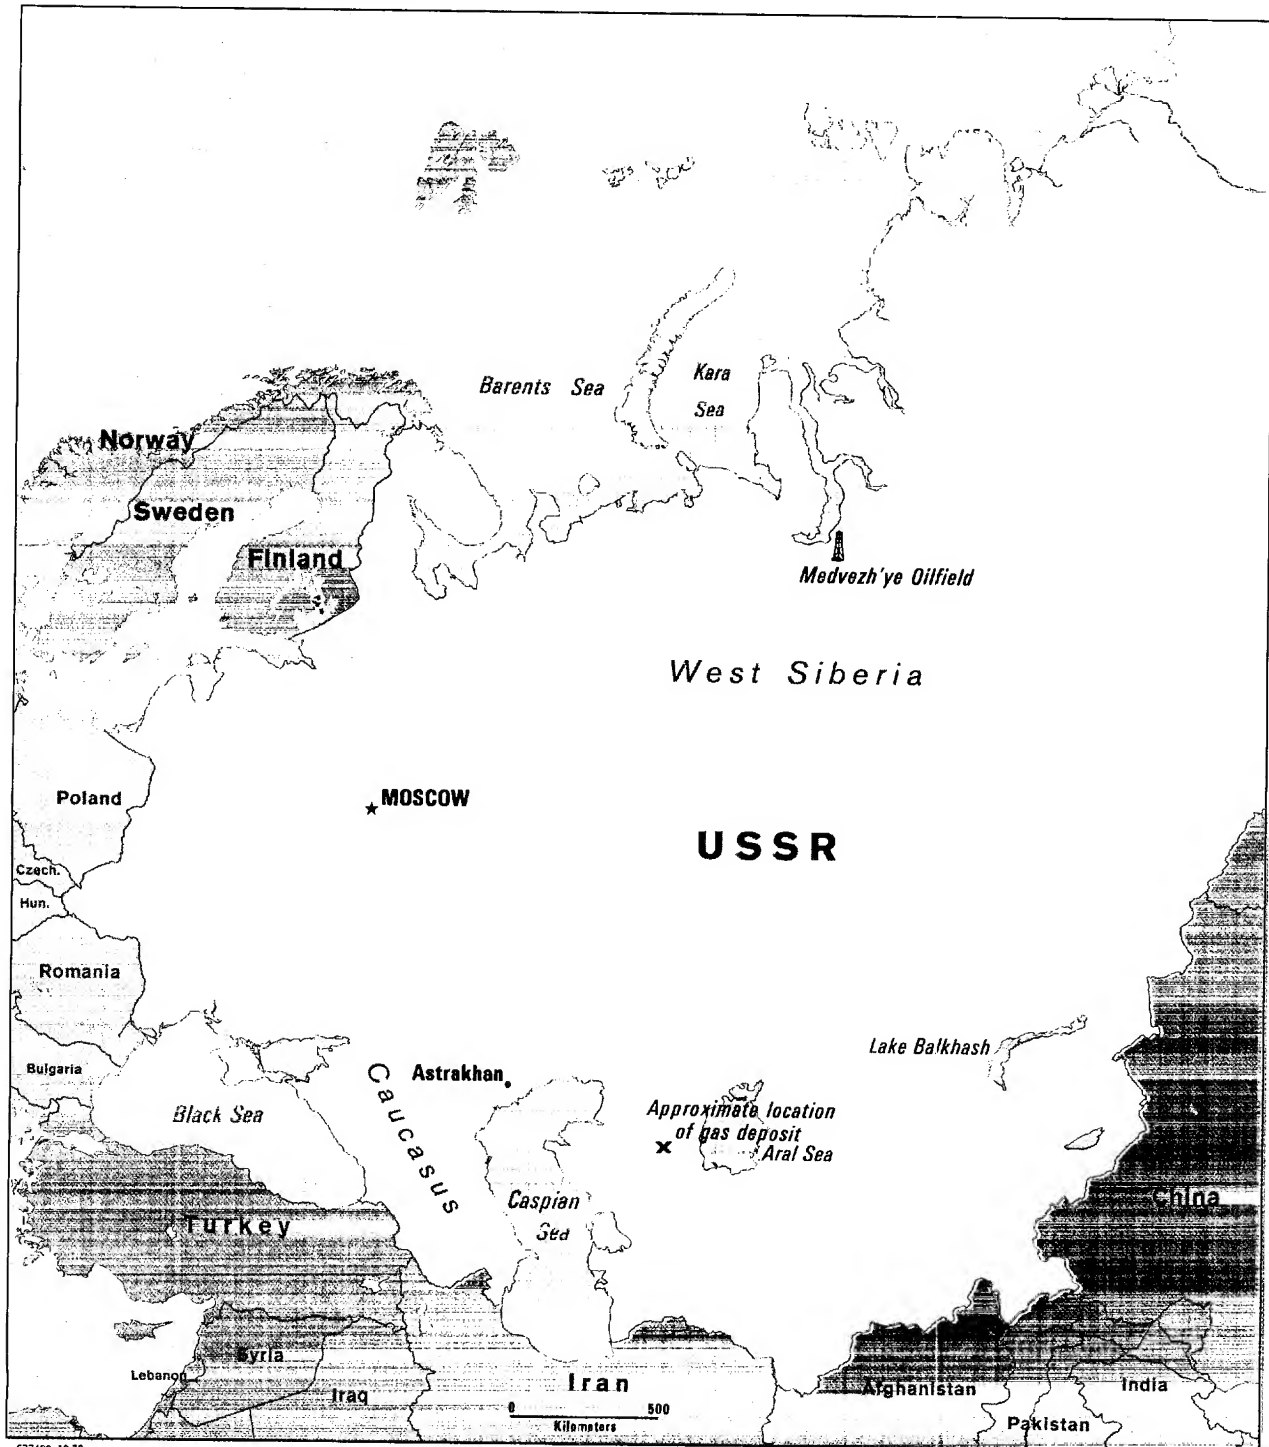 Barents Sea
Kara
Sea
Norway
Sweden
Finland
Medvezh'ye Oilfield
West Siberia
Poland
MOSCOW
USSR
Czech.
Hun.
Romania
Lake Balkhash
Bulgaria
Astrakhan
Black Sea
Caucasus
Approximate location
of gas deposit
Aral Sea
Caspian
Sea
China
Turkey
Syria
Lebanon
Iraq
Iran
Afghanistan
India
Pakistan
0 500
Kilometers